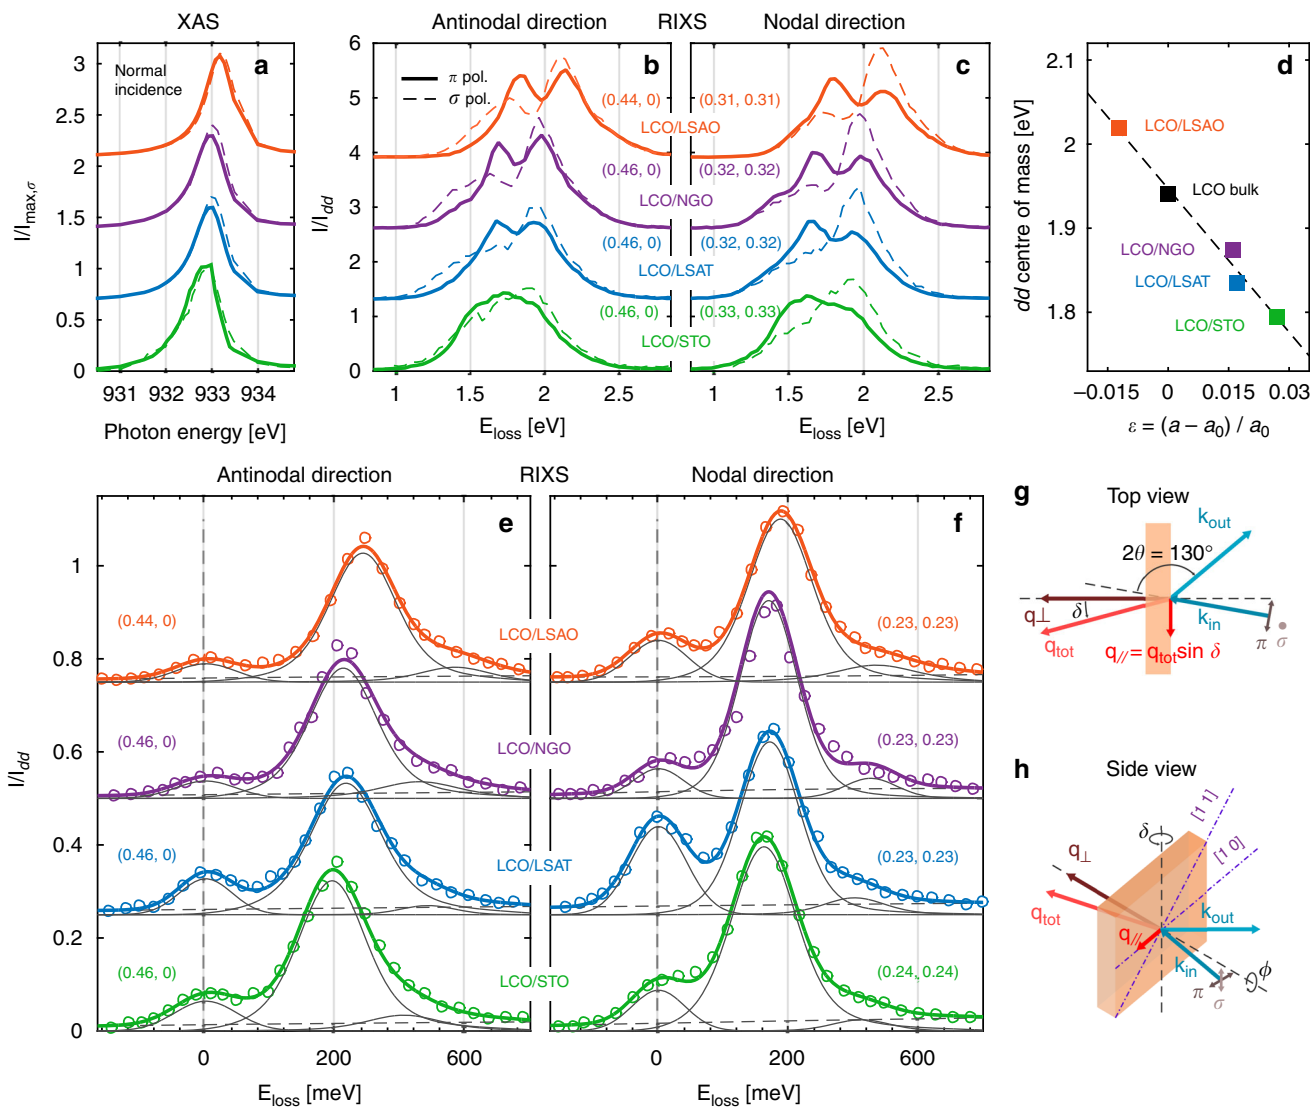 XAS
Antinodal direction
RIXS
Nodal direction
a
Normal
incidence
3
2.5
2
1.5
1
0.5
0
I/I_max,σ
931
932
933
934
Photon energy [eV]
b
π pol.
σ pol.
6
5
4
3
2
1
0
I/I_dd
(0.44, 0)
LCO/LSAO
(0.46, 0)
LCO/NGO
(0.46, 0)
LCO/LSAT
(0.46, 0)
LCO/STO
1
1.5
2
2.5
E_loss [eV]
c
(0.31, 0.31)
(0.32, 0.32)
(0.32, 0.32)
(0.33, 0.33)
1
1.5
2
2.5
E_loss [eV]
d
2.1
2
1.9
1.8
dd centre of mass [eV]
LCO/LSAO
LCO bulk
LCO/NGO
LCO/LSAT
LCO/STO
−0.015
0
0.015
0.03
ε = (a − a₀) / a₀
Antinodal direction
RIXS
Nodal direction
e
1
0.8
0.6
0.4
0.2
0
I/I_dd
(0.44, 0)
LCO/LSAO
(0.46, 0)
LCO/NGO
(0.46, 0)
LCO/LSAT
(0.46, 0)
LCO/STO
0
200
600
E_loss [meV]
f
(0.23, 0.23)
(0.23, 0.23)
(0.23, 0.23)
(0.24, 0.24)
0
200
600
E_loss [meV]
g
Top view
k_out
2θ = 130°
q⊥
δ
k_in
q_tot
π
σ
q_// = q_tot sin δ
h
Side view
[1 1]
[1 0]
δ
q⊥
q_tot
q_//
k_out
k_in
π
σ
ϕ